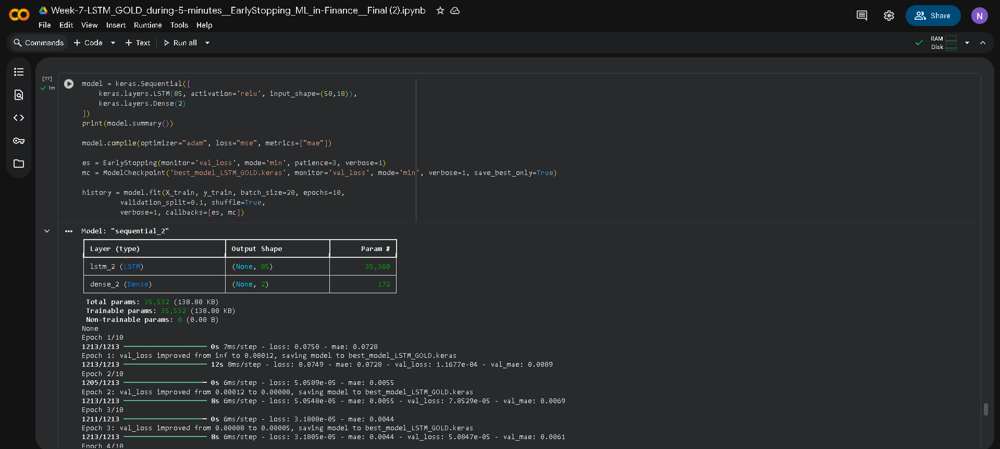 Week-7-LSTM_GOLD_during-5-minutes__EarlyStopping_ML_in-Finance__Final (2).ipynb
File Edit View Insert Runtime Tools Help
Share
N
Commands + Code + Text Run all
RAM
Disk
[77]
1m
model = keras.Sequential([
    keras.layers.LSTM(85, activation='relu', input_shape=(50,18)),
    keras.layers.Dense(2)
])
print(model.summary())
model.compile(optimizer="adam", loss="mse", metrics=["mae"])
es = EarlyStopping(monitor='val_loss', mode='min', patience=3, verbose=1)
mc = ModelCheckpoint('best_model_LSTM_GOLD.keras', monitor='val_loss', mode='min', verbose=1, save_best_only=True)
history = model.fit(X_train, y_train, batch_size=20, epochs=10,
         validation_split=0.1, shuffle=True,
         verbose=1, callbacks=[es, mc])
Model: "sequential_2"
Layer (type) Output Shape Param #
lstm_2 (LSTM) (None, 85) 35,360
dense_2 (Dense) (None, 2) 172
Total params: 35,532 (138.80 KB)
Trainable params: 35,532 (138.80 KB)
Non-trainable params: 0 (0.00 B)
None
Epoch 1/10
1213/1213 0s 7ms/step - loss: 0.0750 - mae: 0.0728
Epoch 1: val_loss improved from inf to 0.00012, saving model to best_model_LSTM_GOLD.keras
1213/1213 12s 8ms/step - loss: 0.0749 - mae: 0.0728 - val_loss: 1.1677e-04 - val_mae: 0.0089
Epoch 2/10
1205/1213 0s 6ms/step - loss: 5.0589e-05 - mae: 0.0055
Epoch 2: val_loss improved from 0.00012 to 0.00008, saving model to best_model_LSTM_GOLD.keras
1213/1213 8s 6ms/step - loss: 5.0548e-05 - mae: 0.0055 - val_loss: 7.8529e-05 - val_mae: 0.0069
Epoch 3/10
1211/1213 0s 6ms/step - loss: 3.1808e-05 - mae: 0.0044
Epoch 3: val_loss improved from 0.00008 to 0.00005, saving model to best_model_LSTM_GOLD.keras
1213/1213 8s 6ms/step - loss: 3.1805e-05 - mae: 0.0044 - val_loss: 5.0847e-05 - val_mae: 0.0061
Epoch 4/10